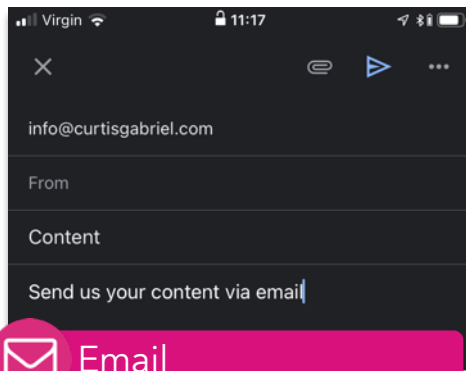 Virgin 11:17
info@curtisgabriel.com
From
Content
Send us your content via email
Email